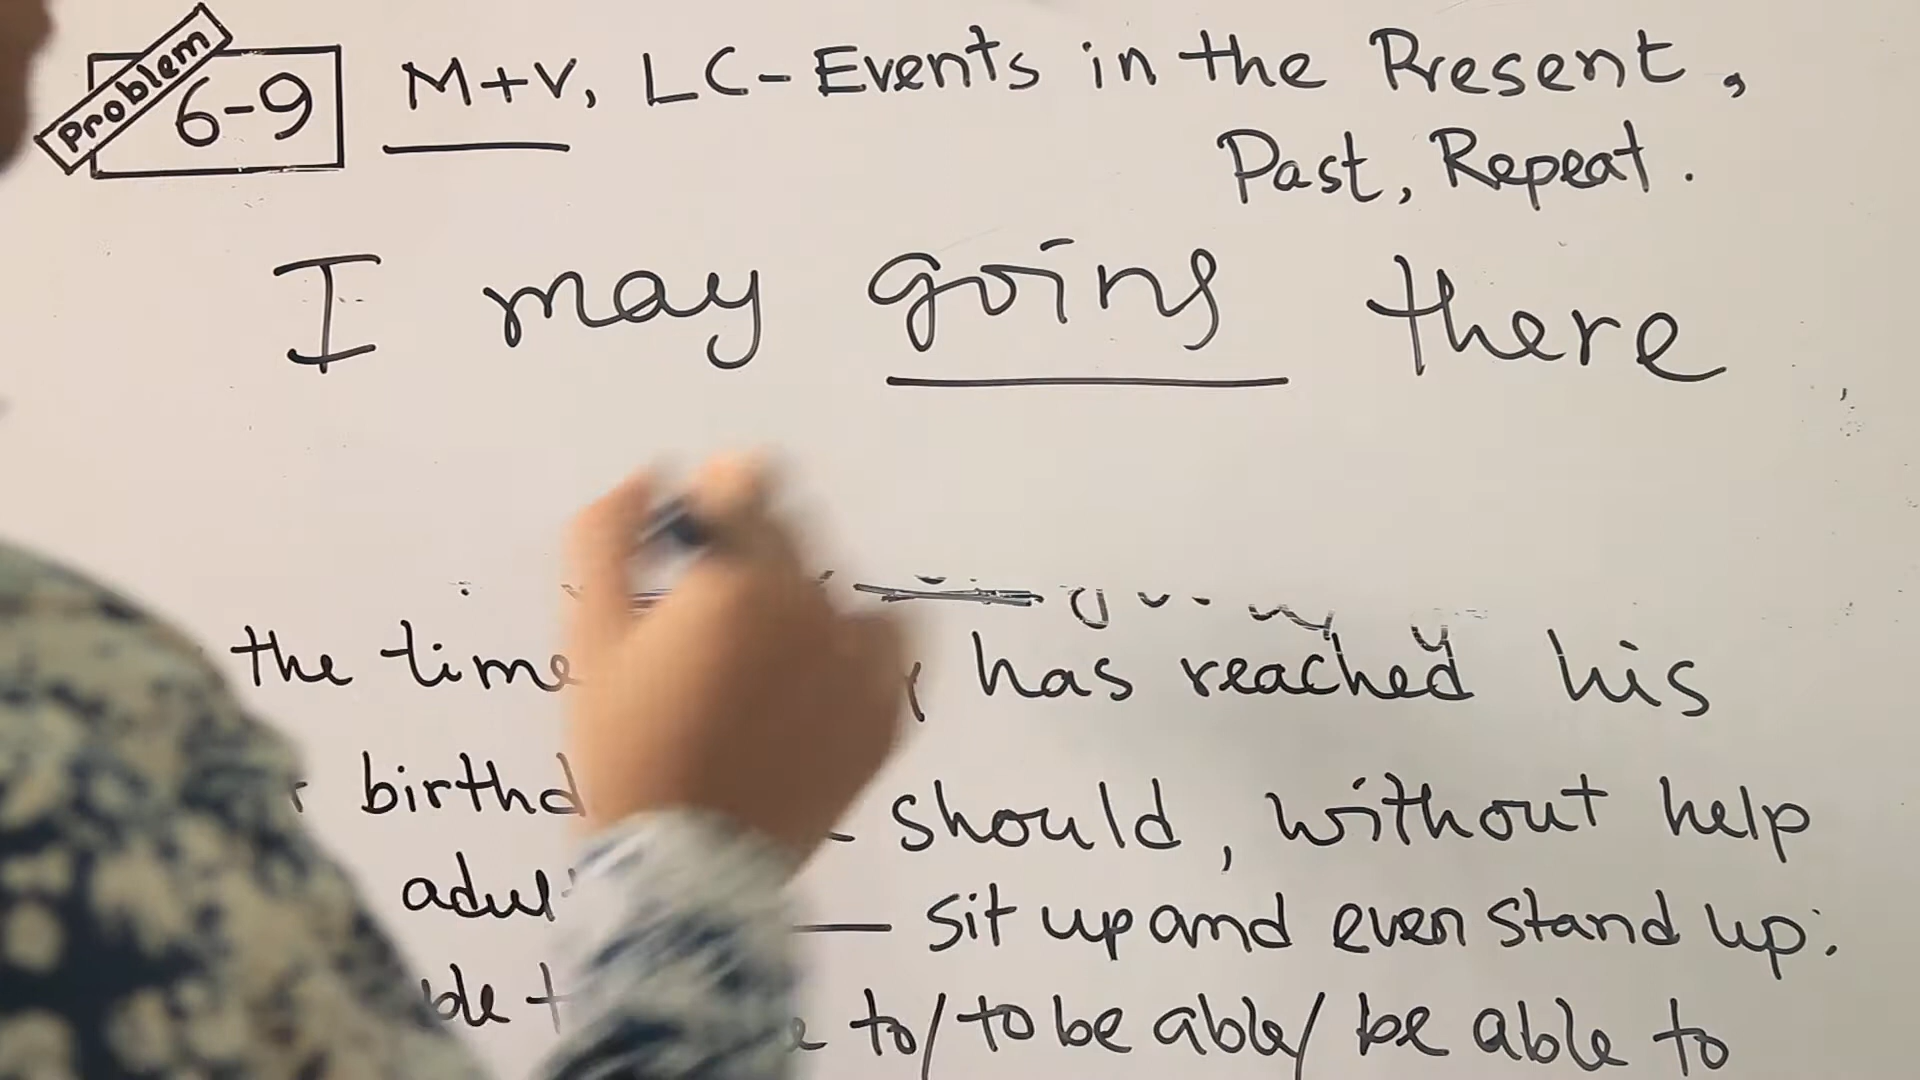 Problem 6-9 M+V, LC-Events in the Present,
Past, Repeat.
I may going there
the time has reached his
birthd should, without help
adul sit up and even stand up.
ble t to/to be able/ be able to